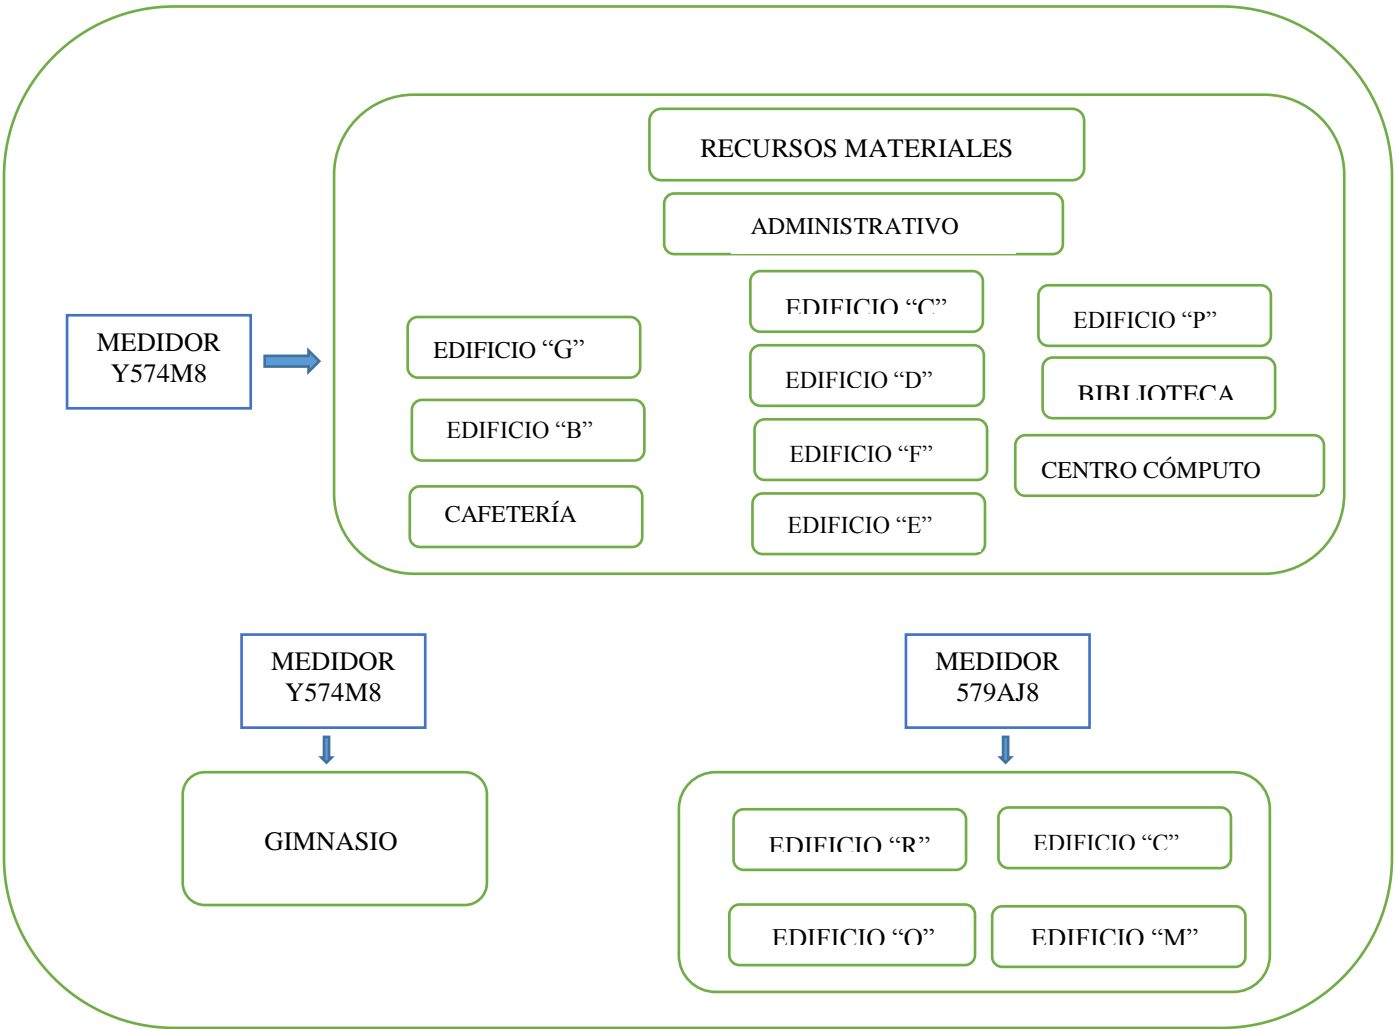 RECURSOS MATERIALES
ADMINISTRATIVO
MEDIDOR
Y574M8
EDIFICIO “G”
EDIFICIO “B”
CAFETERÍA
EDIFICIO “C”
EDIFICIO “D”
EDIFICIO “F”
EDIFICIO “E”
EDIFICIO “P”
BIBLIOTECA
CENTRO CÓMPUTO
MEDIDOR
Y574M8
GIMNASIO
MEDIDOR
579AJ8
EDIFICIO “R”
EDIFICIO “C”
EDIFICIO “O”
EDIFICIO “M”